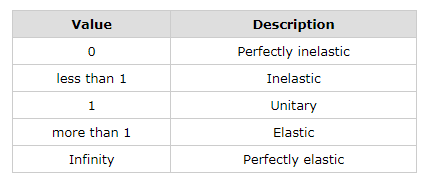 Value Description
0 Perfectly inelastic
less than 1 Inelastic
1 Unitary
more than 1 Elastic
Infinity Perfectly elastic